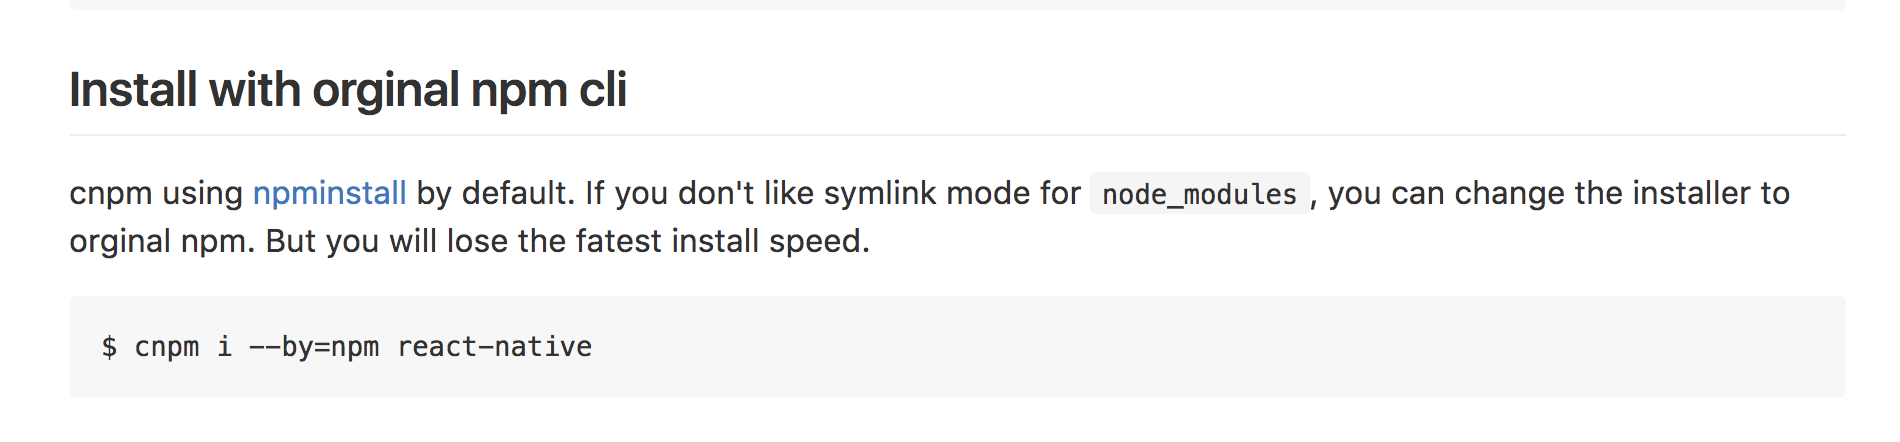 Install with orginal npm cli
cnpm using npminstall by default. If you don't like symlink mode for node_modules , you can change the installer to
orginal npm. But you will lose the fatest install speed.
$ cnpm i --by=npm react-native